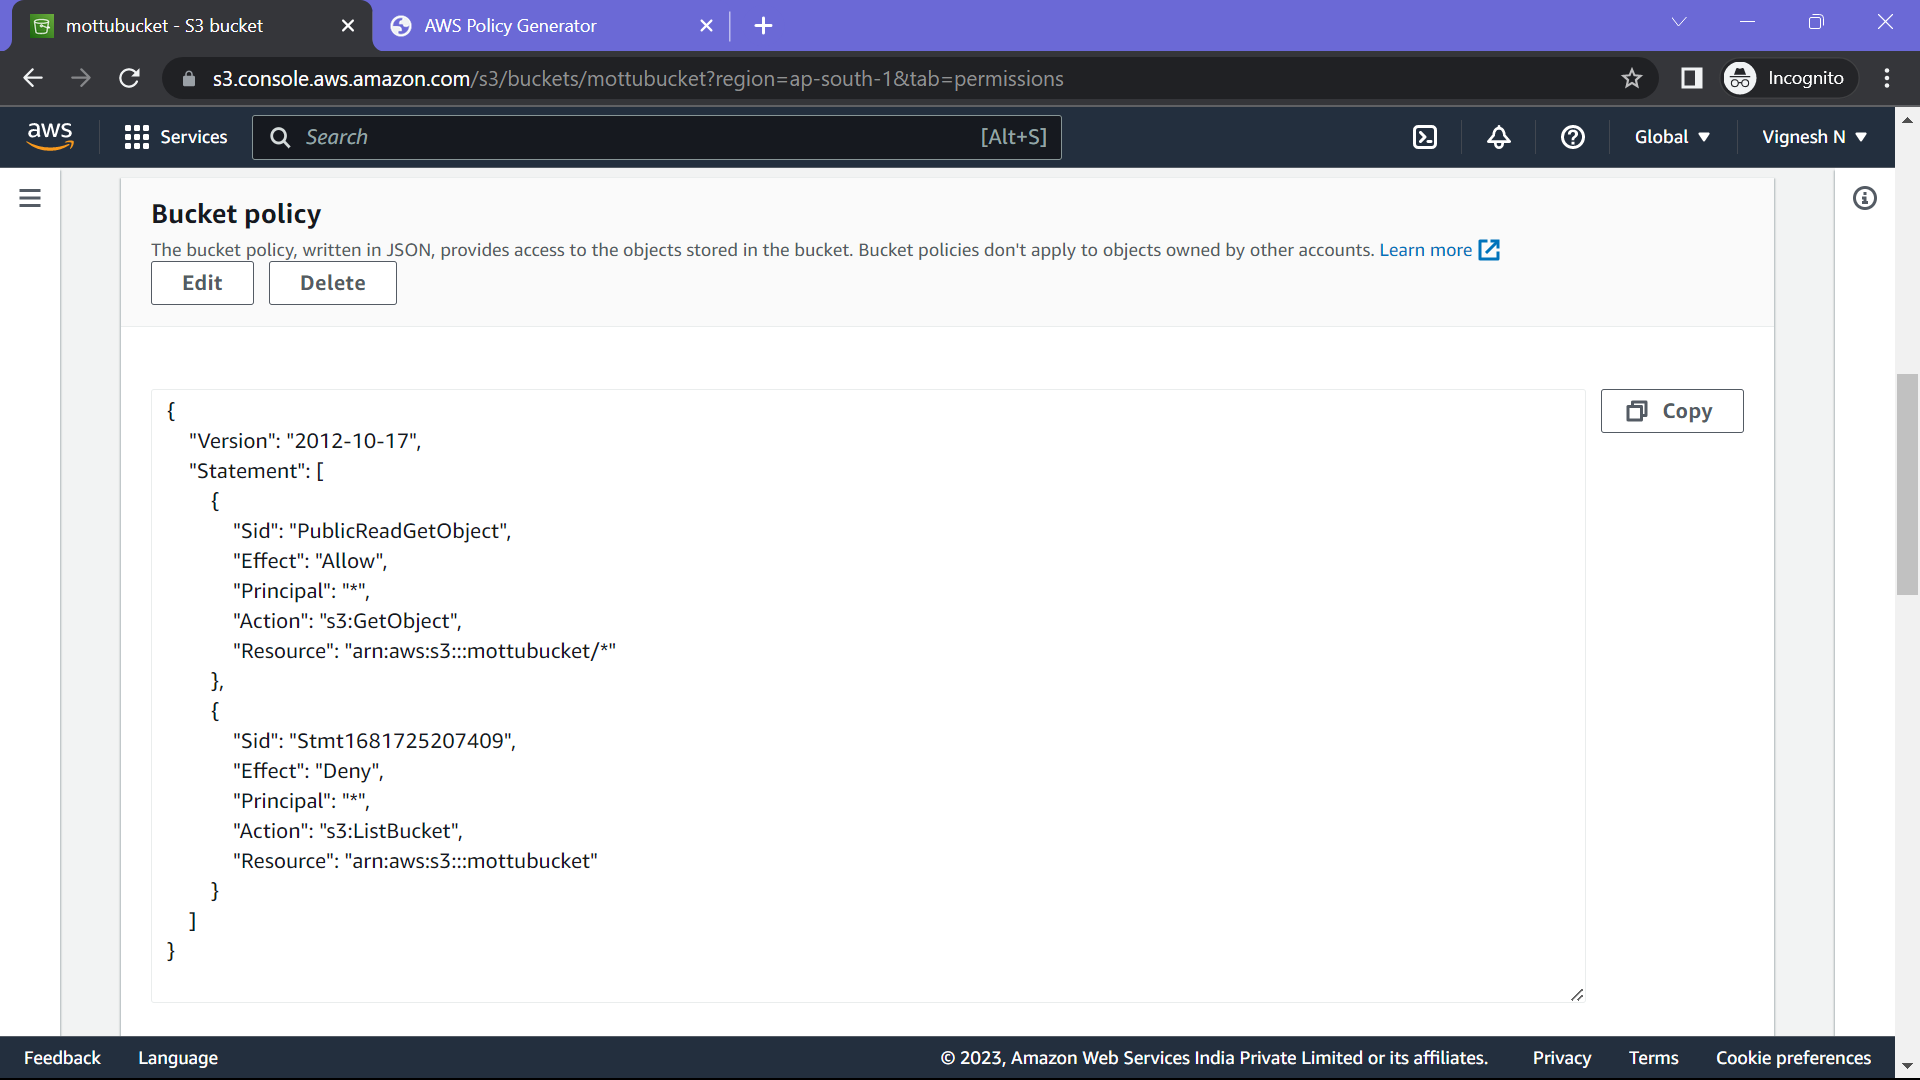 mottubucket - S3 bucket
AWS Policy Generator
s3.console.aws.amazon.com/s3/buckets/mottubucket?region=ap-south-1&tab=permissions
Incognito
aws
Services
Search
[Alt+S]
Global
Vignesh N
Bucket policy
The bucket policy, written in JSON, provides access to the objects stored in the bucket. Bucket policies don't apply to objects owned by other accounts. Learn more
Edit
Delete
Copy
{
"Version": "2012-10-17",
"Statement": [
{
"Sid": "PublicReadGetObject",
"Effect": "Allow",
"Principal": "*",
"Action": "s3:GetObject",
"Resource": "arn:aws:s3:::mottubucket/*"
},
{
"Sid": "Stmt1681725207409",
"Effect": "Deny",
"Principal": "*",
"Action": "s3:ListBucket",
"Resource": "arn:aws:s3:::mottubucket"
}
]
}
Feedback
Language
© 2023, Amazon Web Services India Private Limited or its affiliates.
Privacy
Terms
Cookie preferences